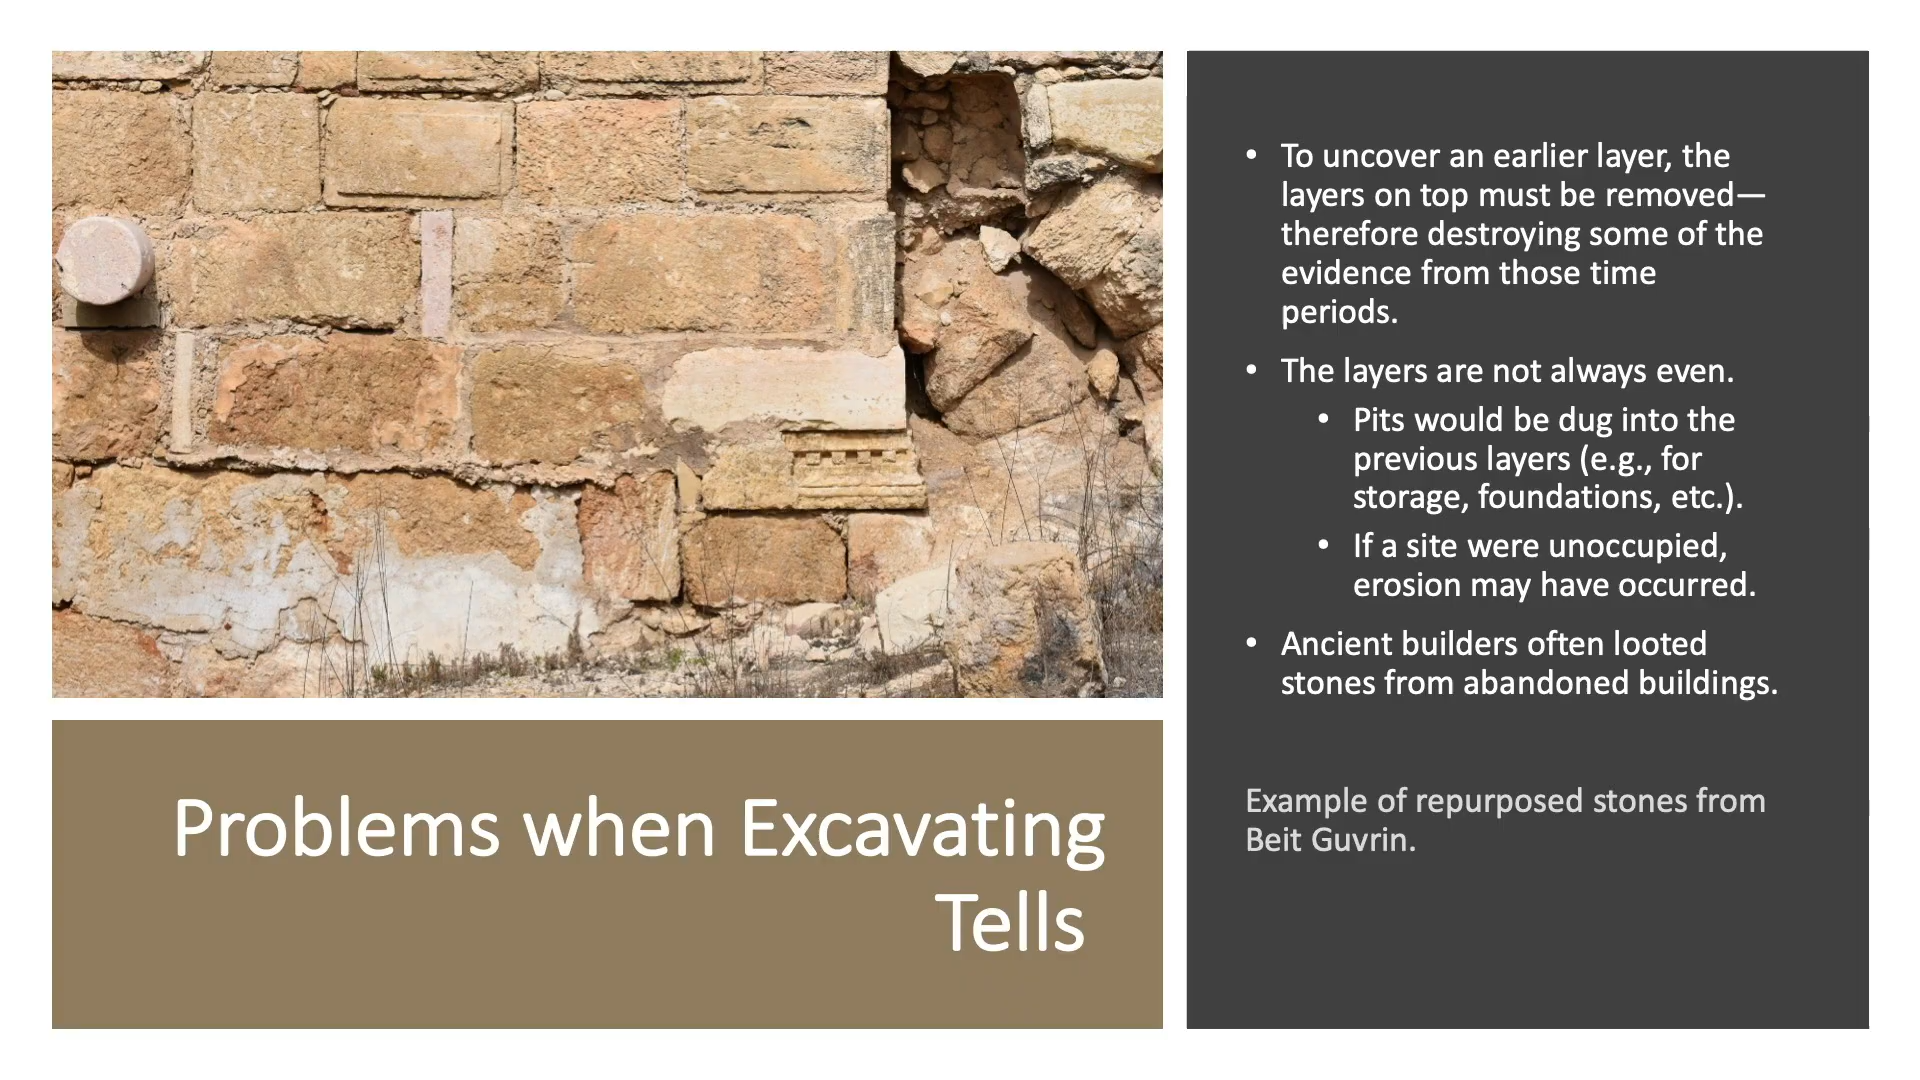 Problems when Excavating
Tells
• To uncover an earlier layer, the
layers on top must be removed—
therefore destroying some of the
evidence from those time
periods.
• The layers are not always even.
• Pits would be dug into the
previous layers (e.g., for
storage, foundations, etc.).
• If a site were unoccupied,
erosion may have occurred.
• Ancient builders often looted
stones from abandoned buildings.
Example of repurposed stones from
Beit Guvrin.